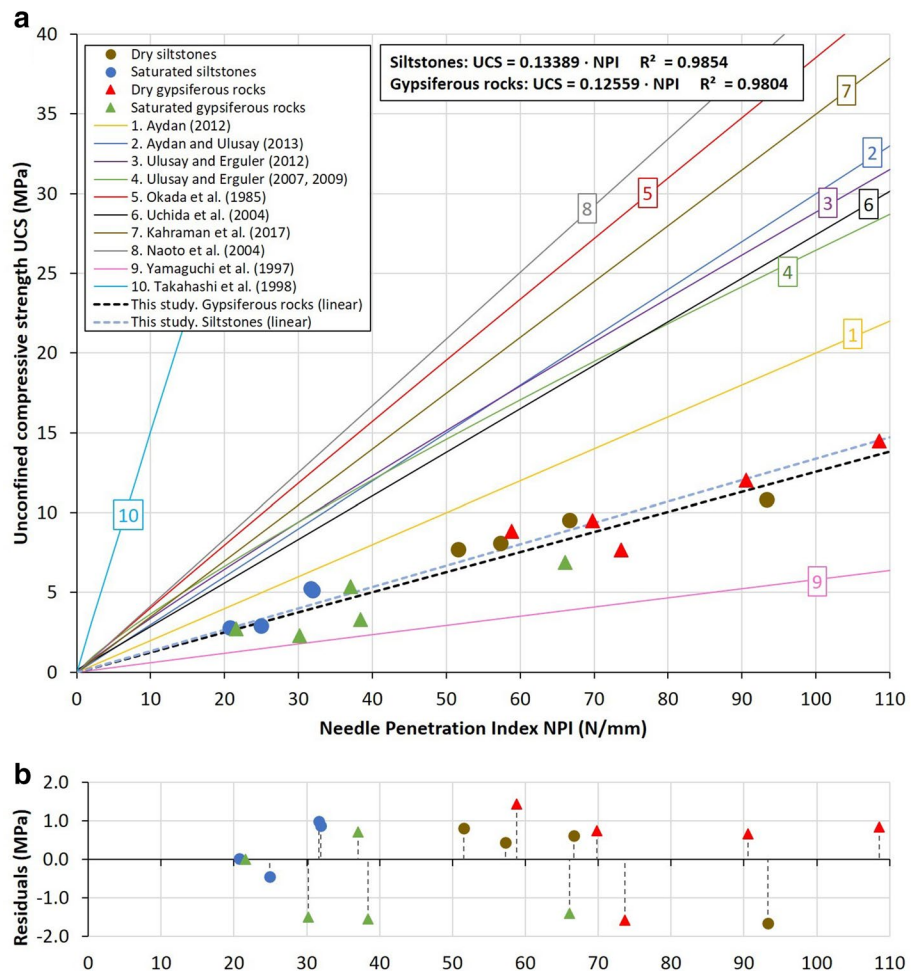 a
40
35
30
25
20
15
10
5
0
Unconfined compressive strength UCS (MPa)
Dry siltstones
Saturated siltstones
Dry gypsiferous rocks
Saturated gypsiferous rocks
1. Aydan (2012)
2. Aydan and Ulusay (2013)
3. Ulusay and Erguler (2012)
4. Ulusay and Erguler (2007, 2009)
5. Okada et al. (1985)
6. Uchida et al. (2004)
7. Kahraman et al. (2017)
8. Naoto et al. (2004)
9. Yamaguchi et al. (1997)
10. Takahashi et al. (1998)
This study. Gypsiferous rocks (linear)
This study. Siltstones (linear)
Siltstones: UCS = 0.13389 · NPI R² = 0.9854
Gypsiferous rocks: UCS = 0.12559 · NPI R² = 0.9804
7
2
5
8
3
6
4
1
10
9
0 10 20 30 40 50 60 70 80 90 100 110
Needle Penetration Index NPI (N/mm)
b
2.0
1.0
0.0
-1.0
-2.0
Residuals (MPa)
0 10 20 30 40 50 60 70 80 90 100 110